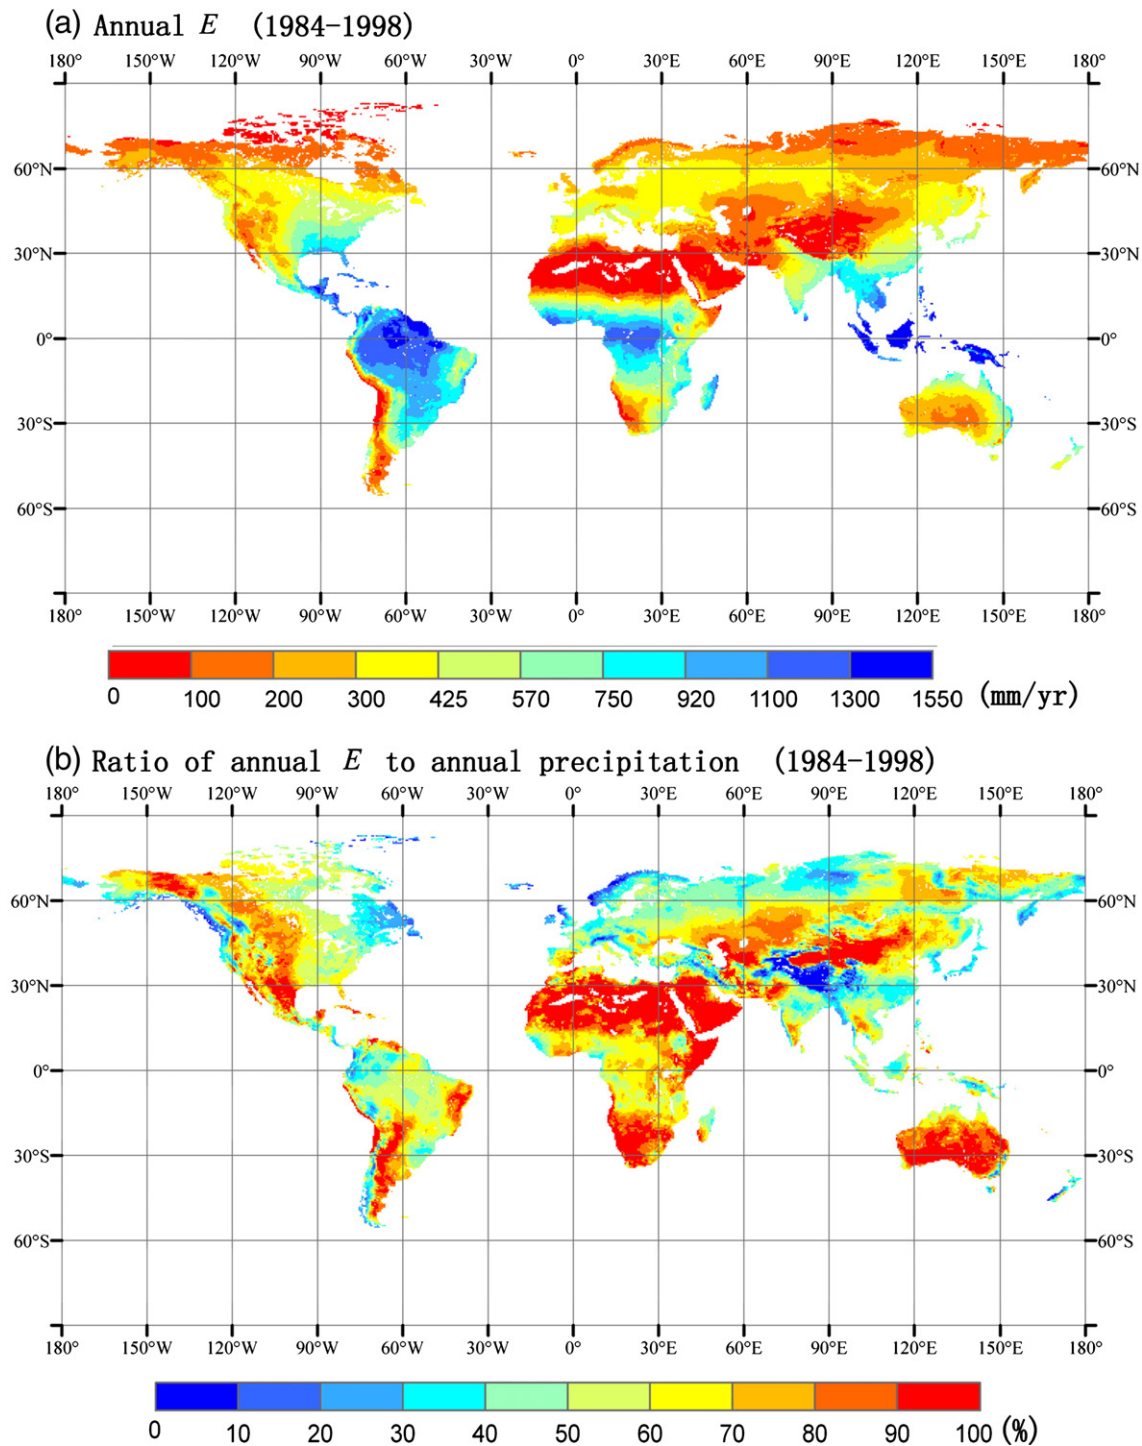 (a) Annual E (1984-1998)
180° 150°W 120°W 90°W 60°W 30°W 0° 30°E 60°E 90°E 120°E 150°E 180°
60°N 60°N
30°N 30°N
0° 0°
30°S 30°S
60°S 60°S
180° 150°W 120°W 90°W 60°W 30°W 0° 30°E 60°E 90°E 120°E 150°E 180°
0 100 200 300 425 570 750 920 1100 1300 1550 (mm/yr)
(b) Ratio of annual E to annual precipitation (1984-1998)
180° 150°W 120°W 90°W 60°W 30°W 0° 30°E 60°E 90°E 120°E 150°E 180°
60°N 60°N
30°N 30°N
0° 0°
30°S 30°S
60°S 60°S
180° 150°W 120°W 90°W 60°W 30°W 0° 30°E 60°E 90°E 120°E 150°E 180°
0 10 20 30 40 50 60 70 80 90 100 (%)